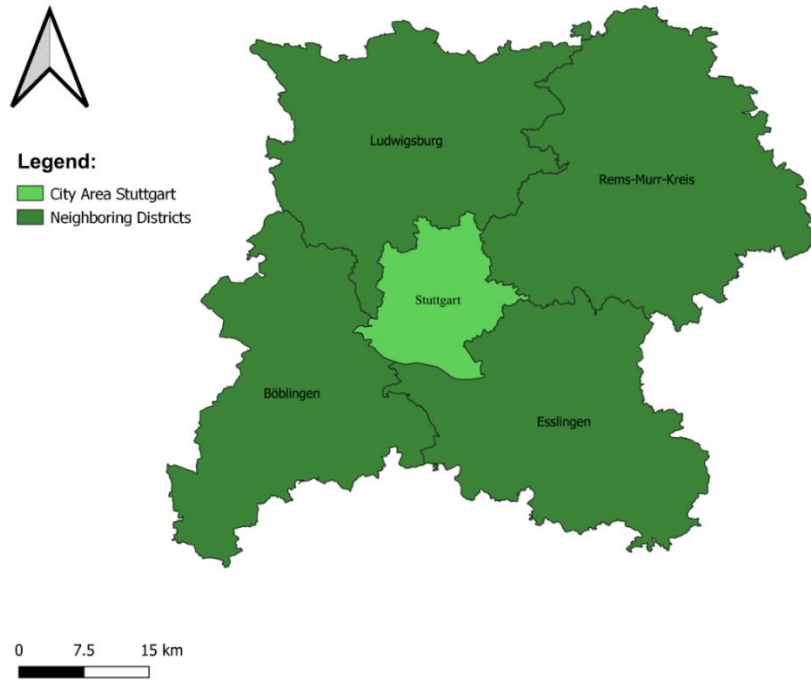 Legend:
City Area Stuttgart
Neighboring Districts
Ludwigsburg
Rems-Murr-Kreis
Stuttgart
Böblingen
Esslingen
0 7.5 15 km